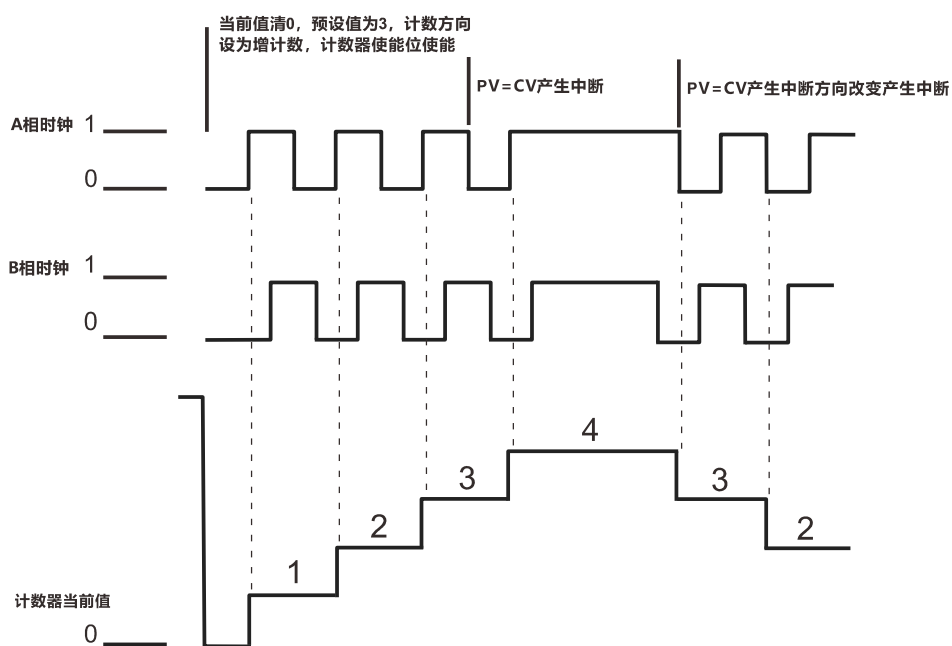 当前值清0，预设值为3，计数方向
设为增计数，计数器使能位使能
PV=CV产生中断
PV=CV产生中断方向改变产生中断
A相时钟 1
0
B相时钟 1
0
4
3
3
2
2
1
计数器当前值
0